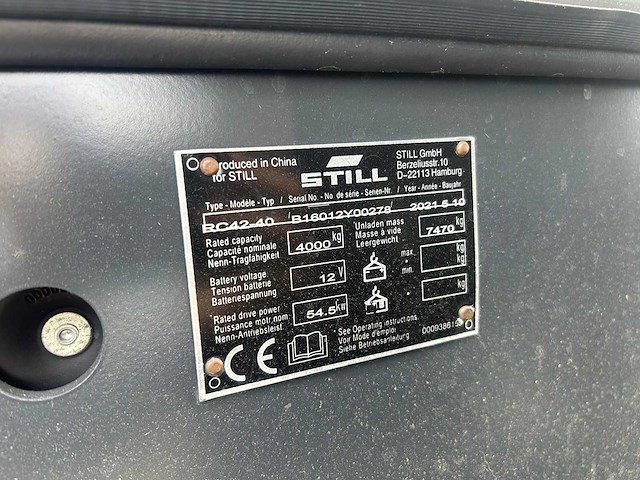 Produced in China
for STILL
STILL
STILL GmbH
Berzeliusstr.10
D-22113 Hamburg
Type - Modéle - Typ / Serial No. - No de série - Serien-Nr. / Year - Année - Baujahr
RC42-40 / B16012Y00278 / 2021-5-10
Rated capacity
Capacité nominale
Nenn-Tragfähigkeit
4000 kg
Unladen mass
Masse à vide
Leergewicht
7470 kg
Battery voltage
Tension batterie
Batteriespannung
12 V
max. kg
min. kg
Rated drive power
Puissance motr.nom
Nenn-Antriebsleist
54.5 kw
kg
CE
See Operating instructions
Voir Mode d'emploi
Siehe Betriebsanleitung